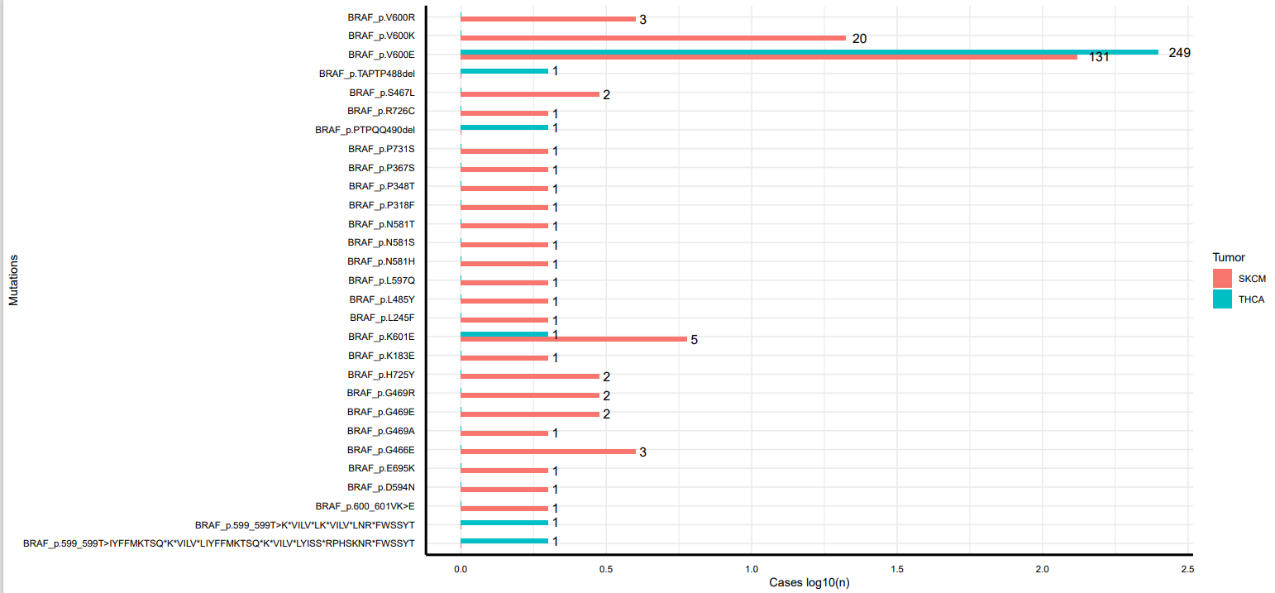 BRAF_p.V600R 3
BRAF_p.V600K 20
BRAF_p.V600E 249
131
BRAF_p.TAPTP488del 1
BRAF_p.S467L 2
BRAF_p.R726C 1
BRAF_p.PTPQQ490del 1
BRAF_p.P731S 1
BRAF_p.P367S 1
BRAF_p.P348T 1
BRAF_p.P318F 1
BRAF_p.N581T 1
BRAF_p.N581S 1
BRAF_p.N581H 1
BRAF_p.L597Q 1
BRAF_p.L485Y 1
BRAF_p.L245F 1
BRAF_p.K601E 1
5
BRAF_p.K183E 1
BRAF_p.H725Y 2
BRAF_p.G469R 2
BRAF_p.G469E 2
BRAF_p.G469A 1
BRAF_p.G466E 3
BRAF_p.E695K 1
BRAF_p.D594N 1
BRAF_p.600_601VK>E 1
BRAF_p.599_599T>K*VILV*LK*VILV*LNR*FWSSYT 1
BRAF_p.599_599T>IYFFMKTSQ*K*VILV*LIYFFMKTSQ*K*VILV*LYISS*RPHSKNR*FWSSYT 1
Mutations
0.0 0.5 1.0 1.5 2.0 2.5
Cases log10(n)
Tumor
SKCM
THCA